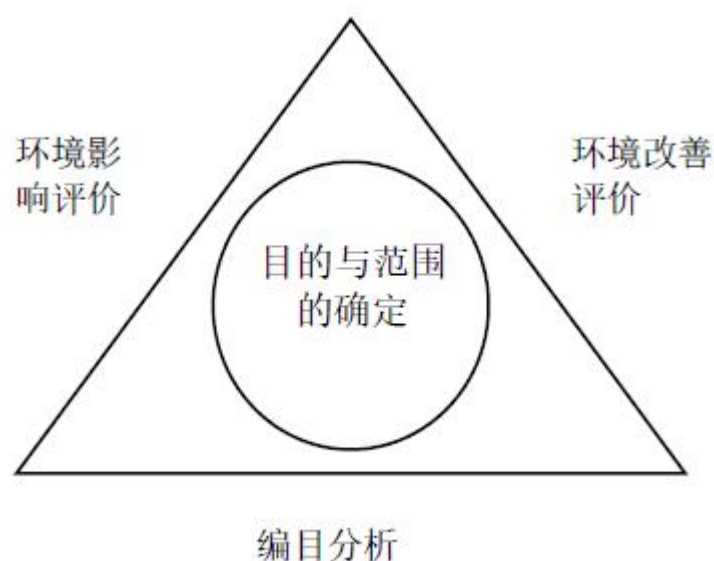 环境影
响评价
环境改善
评价
目的与范围
的确定
编目分析